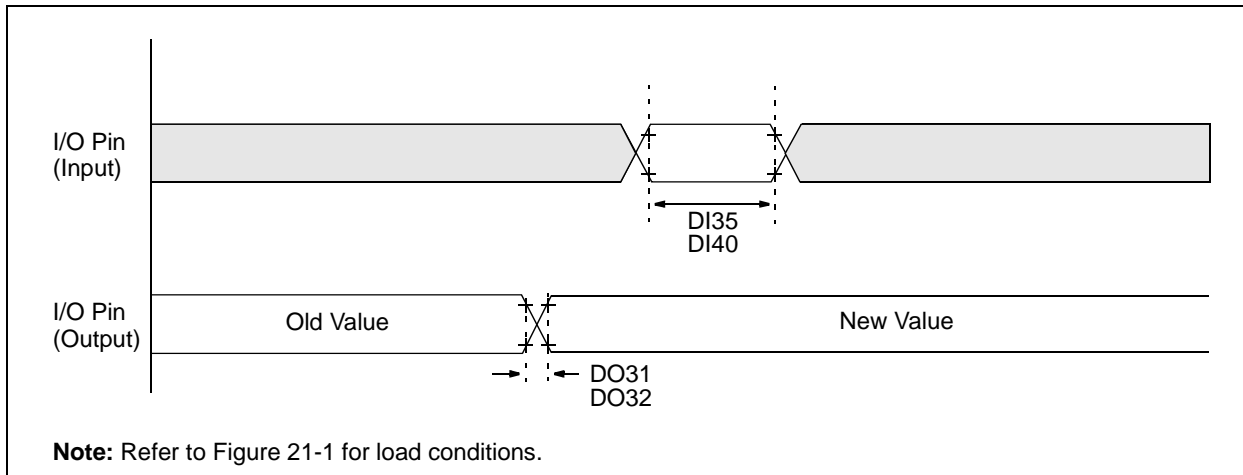 I/O Pin
(Input)
DI35
DI40
I/O Pin
(Output)
Old Value
New Value
DO31
DO32
Note: Refer to Figure 21-1 for load conditions.